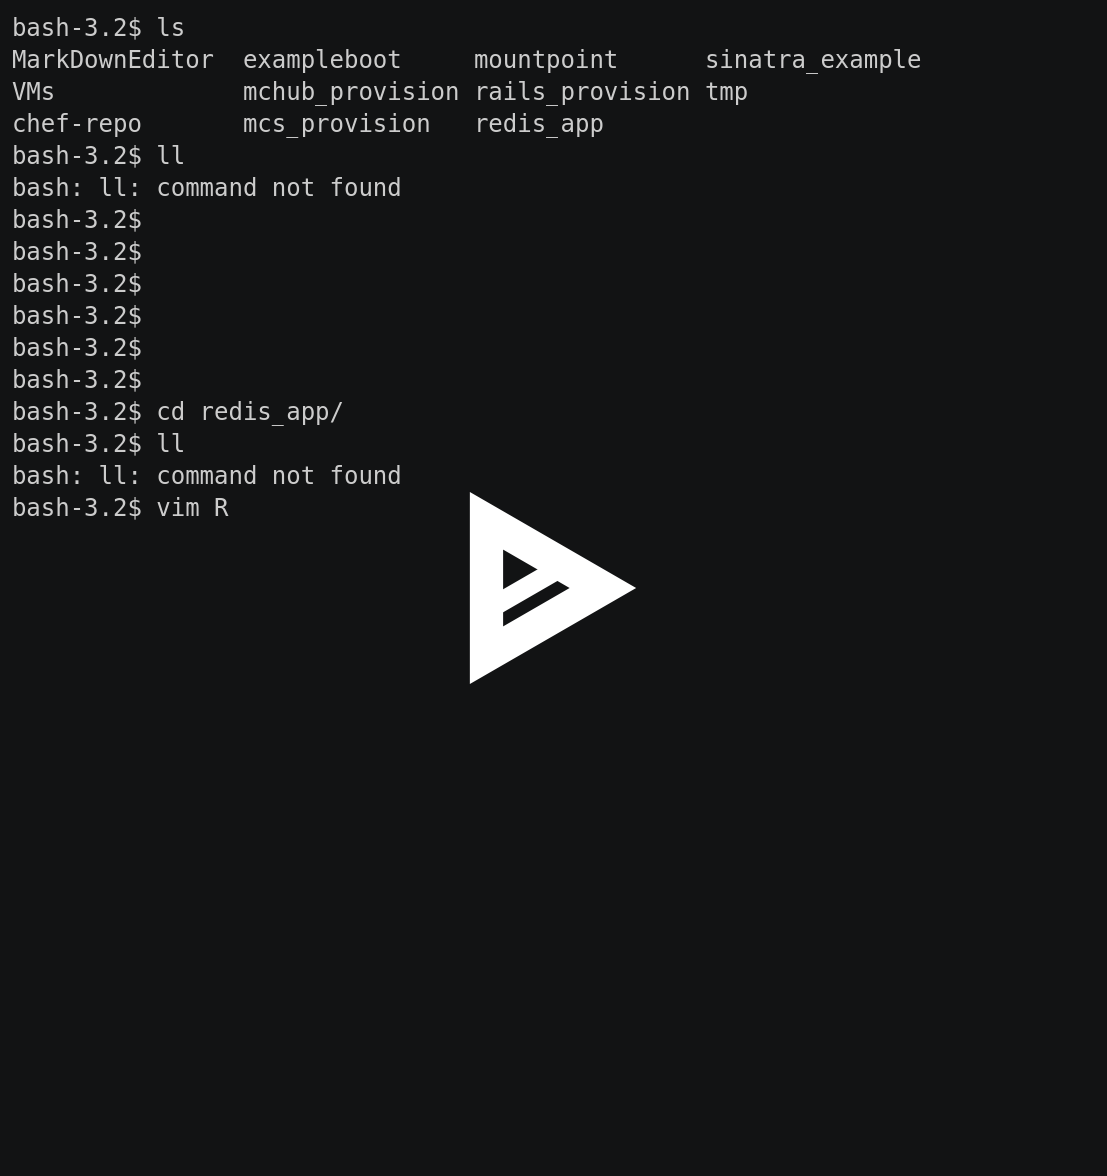 bash-3.2$ ls
MarkDownEditor  exampleboot     mountpoint      sinatra_example
VMs             mchub_provision rails_provision tmp
chef-repo       mcs_provision   redis_app
bash-3.2$ ll
bash: ll: command not found
bash-3.2$
bash-3.2$
bash-3.2$
bash-3.2$
bash-3.2$
bash-3.2$
bash-3.2$ cd redis_app/
bash-3.2$ ll
bash: ll: command not found
bash-3.2$ vim R